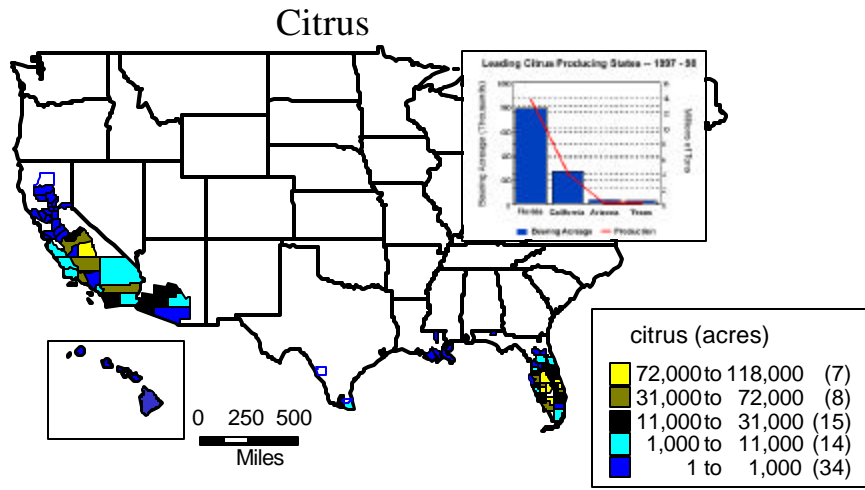 Citrus
Leading Citrus Producing States -- 1997 - 98
Bearing Acreage (Thousands)
Millions of Tons
Florida California Arizona Texas
Bearing Acreage Production
citrus (acres)
72,000 to 118,000 (7)
31,000 to 72,000 (8)
11,000 to 31,000 (15)
1,000 to 11,000 (14)
1 to 1,000 (34)
0 250 500
Miles